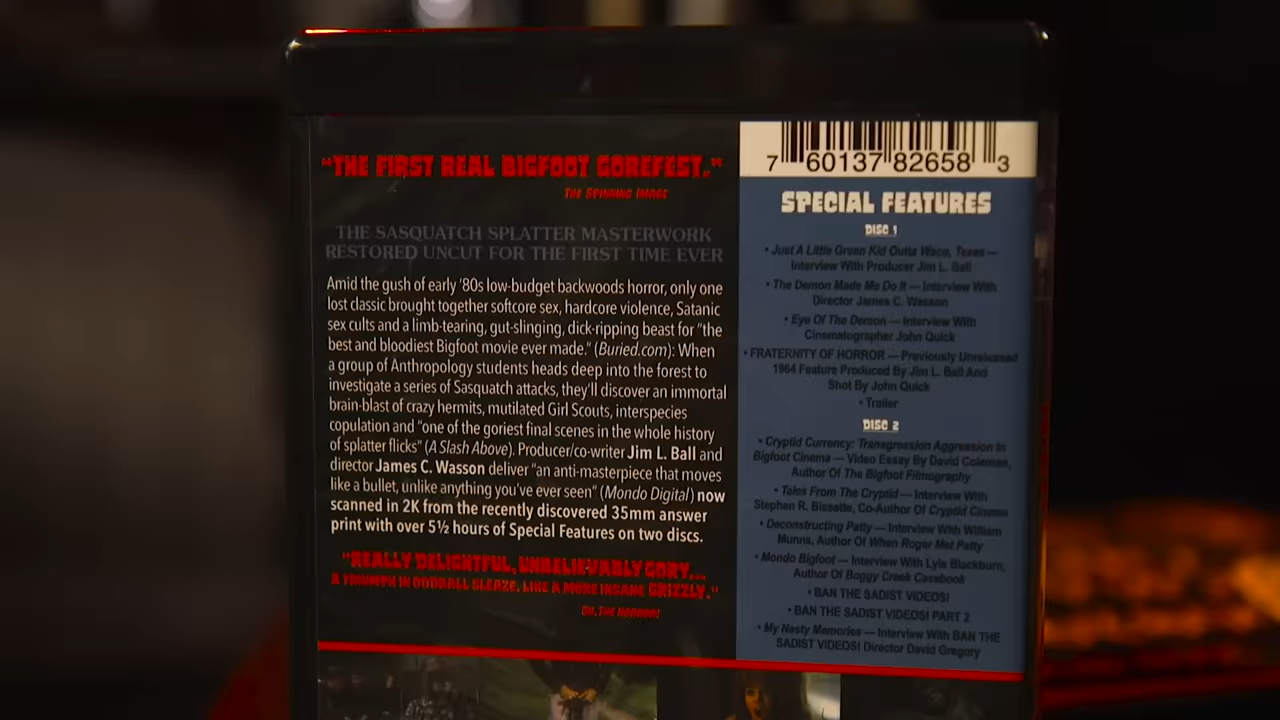 "THE FIRST REAL BIGFOOT GOREFEST."
THE SPINNING IMAGE
THE SASQUATCH SPLATTER MASTERWORK
RESTORED UNCUT FOR THE FIRST TIME EVER
Amid the gush of early '80s low-budget backwoods horror, only one
lost classic brought together softcore sex, hardcore violence, Satanic
sex cults and a limb-tearing, gut-slinging, dick-ripping beast for "the
best and bloodiest Bigfoot movie ever made." (Buried.com): When
a group of Anthropology students heads deep into the forest to
investigate a series of Sasquatch attacks, they'll discover an immortal
brain-blast of crazy hermits, mutilated Girl Scouts, interspecies
copulation and "one of the goriest final scenes in the whole history
of splatter flicks" (A Slash Above). Producer/co-writer Jim L. Ball and
director James C. Wasson deliver "an anti-masterpiece that moves
like a bullet, unlike anything you've ever seen" (Mondo Digital) now
scanned in 2K from the recently discovered 35mm answer
print with over 5½ hours of Special Features on two discs.
"REALLY DELIGHTFUL, UNBELIEVABLY GORY...
A TRIUMPH IN ODDBALL SLEAZE. LIKE A MORE INSANE GRIZZLY."
OH, THE HORROR!
7 60137 82658 3
SPECIAL FEATURES
DISC 1
• Just A Little Green Kid Outta Waco, Texas —
Interview With Producer Jim L. Ball
• The Demon Made Me Do It — Interview With
Director James C. Wasson
• Eye Of The Demon — Interview With
Cinematographer John Quick
• FRATERNITY OF HORROR — Previously Unreleased
1964 Feature Produced By Jim L. Ball And
Shot By John Quick
• Trailer
DISC 2
• Cryptid Currency: Transgression Aggression In
Bigfoot Cinema — Video Essay By David Coleman,
Author Of The Bigfoot Filmography
• Tales From The Cryptid — Interview With
Stephen R. Bissette, Co-Author Of Cryptid Cinema
• Deconstructing Patty — Interview With William
Munns, Author Of When Roger Met Patty
• Mondo Bigfoot — Interview With Lyle Blackburn,
Author Of Boggy Creek Casebook
• BAN THE SADIST VIDEOS!
• BAN THE SADIST VIDEOS! PART 2
• My Nasty Memories — Interview With BAN THE
SADIST VIDEOS! Director David Gregory